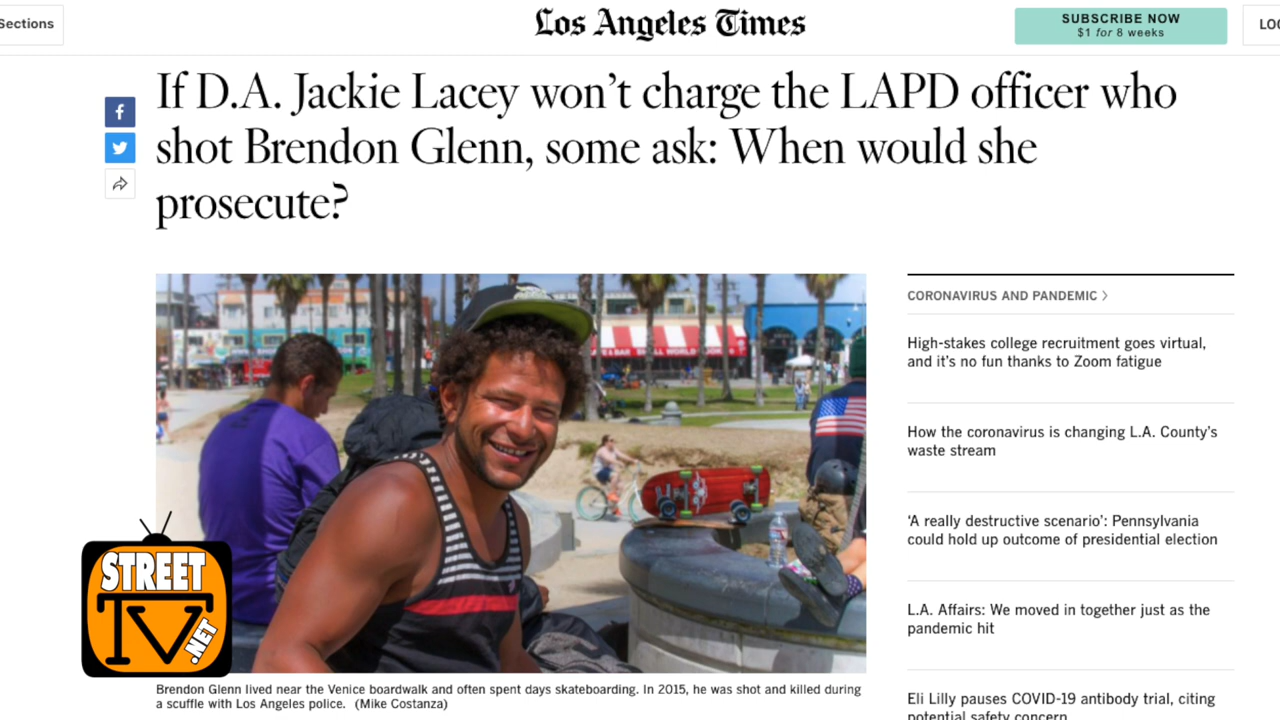 Sections
Los Angeles Times
SUBSCRIBE NOW
$1 for 8 weeks
If D.A. Jackie Lacey won’t charge the LAPD officer who
shot Brendon Glenn, some ask: When would she
prosecute?
CORONAVIRUS AND PANDEMIC >
High-stakes college recruitment goes virtual,
and it’s no fun thanks to Zoom fatigue
How the coronavirus is changing L.A. County’s
waste stream
‘A really destructive scenario’: Pennsylvania
could hold up outcome of presidential election
L.A. Affairs: We moved in together just as the
pandemic hit
Eli Lilly pauses COVID-19 antibody trial, citing
potential safety concern
STREET
TV
.NET
Brendon Glenn lived near the Venice boardwalk and often spent days skateboarding. In 2015, he was shot and killed during
a scuffle with Los Angeles police. (Mike Costanza)